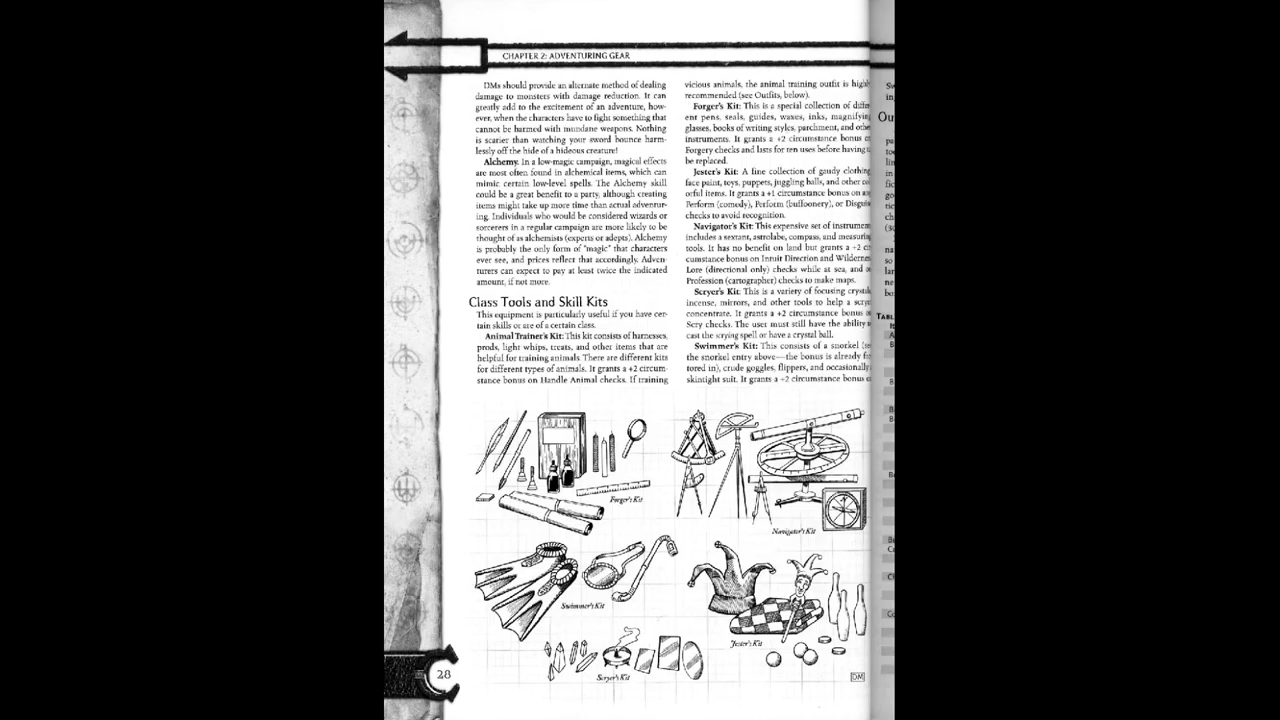 CHAPTER 2: ADVENTURING GEAR
DMs should provide an alternate method of dealing
damage to monsters with damage reduction. It can
greatly add to the excitement of an adventure, how-
ever, when the characters have to fight something that
cannot be harmed with mundane weapons. Nothing
is scarier than watching your sword bounce harm-
lessly off the hide of a hideous creature!
Alchemy. In a low-magic campaign, magical effects
are most often found in alchemical items, which can
mimic certain low-level spells. The Alchemy skill
could be a great benefit to a party, although creating
items might take up more time than actual adventur-
ing. Individuals who would be considered wizards or
sorcerers in a regular campaign are more likely to be
thought of as alchemists (experts or adepts). Alchemy
is probably the only form of "magic" that characters
ever see, and prices reflect that accordingly. Adven-
turers can expect to pay at least twice the indicated
amount, if not more.
Class Tools and Skill Kits
This equipment is particularly useful if you have cer-
tain skills or are of a certain class.
Animal Trainer's Kit: This kit consists of harnesses,
prods, light whips, treats, and other items that are
helpful for training animals. There are different kits
for different types of animals. It grants a +2 circum-
stance bonus on Handle Animal checks. If training
vicious animals, the animal training outfit is highl
recommended (see Outfits, below).
Forger's Kit: This is a special collection of diffe
ent pens, seals, guides, waxes, inks, magnifying
glasses, books of writing styles, parchment, and othe
instruments. It grants a +2 circumstance bonus o
Forgery checks and lasts for ten uses before having
be replaced.
Jester's Kit: A fine collection of gaudy clothing
face paint, toys, puppets, juggling balls, and other
orful items. It grants a +1 circumstance bonus on
Perform (comedy), Perform (buffoonery), or Disguis
checks to avoid recognition.
Navigator's Kit: This expensive set of instrumen
includes a sextant, astrolabe, compass, and measurin
tools. It has no benefit on land but grants a +2 ci
cumstance bonus on Intuit Direction and Wildernes
Lore (directional only) checks while at sea, and
Profession (cartographer) checks to make maps.
Scryer's Kit: This is a variety of focusing crystal
incense, mirrors, and other tools to help a scrye
concentrate. It grants a +2 circumstance bonus o
Scry checks. The user must still have the ability
cast the scrying spell or have a crystal ball.
Swimmer's Kit: This consists of a snorkel (se
the snorkel entry above—the bonus is already fa
tored in), crude goggles, flippers, and occasionally
skintight suit. It grants a +2 circumstance bonus o
Forger's Kit
Navigator's Kit
Swimmer's Kit
Jester's Kit
Scryer's Kit
DM
28